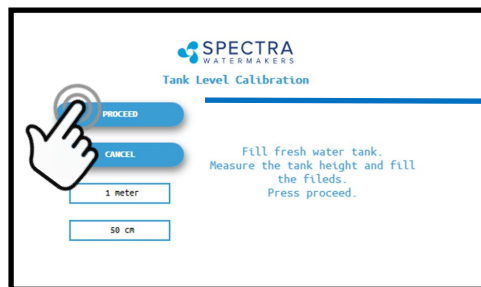 SPECTRA
WATERMAKERS
Tank Level Calibration
PROCEED
CANCEL
1 meter
50 cm
Fill fresh water tank.
Measure the tank height and fill
the fileds.
Press proceed.